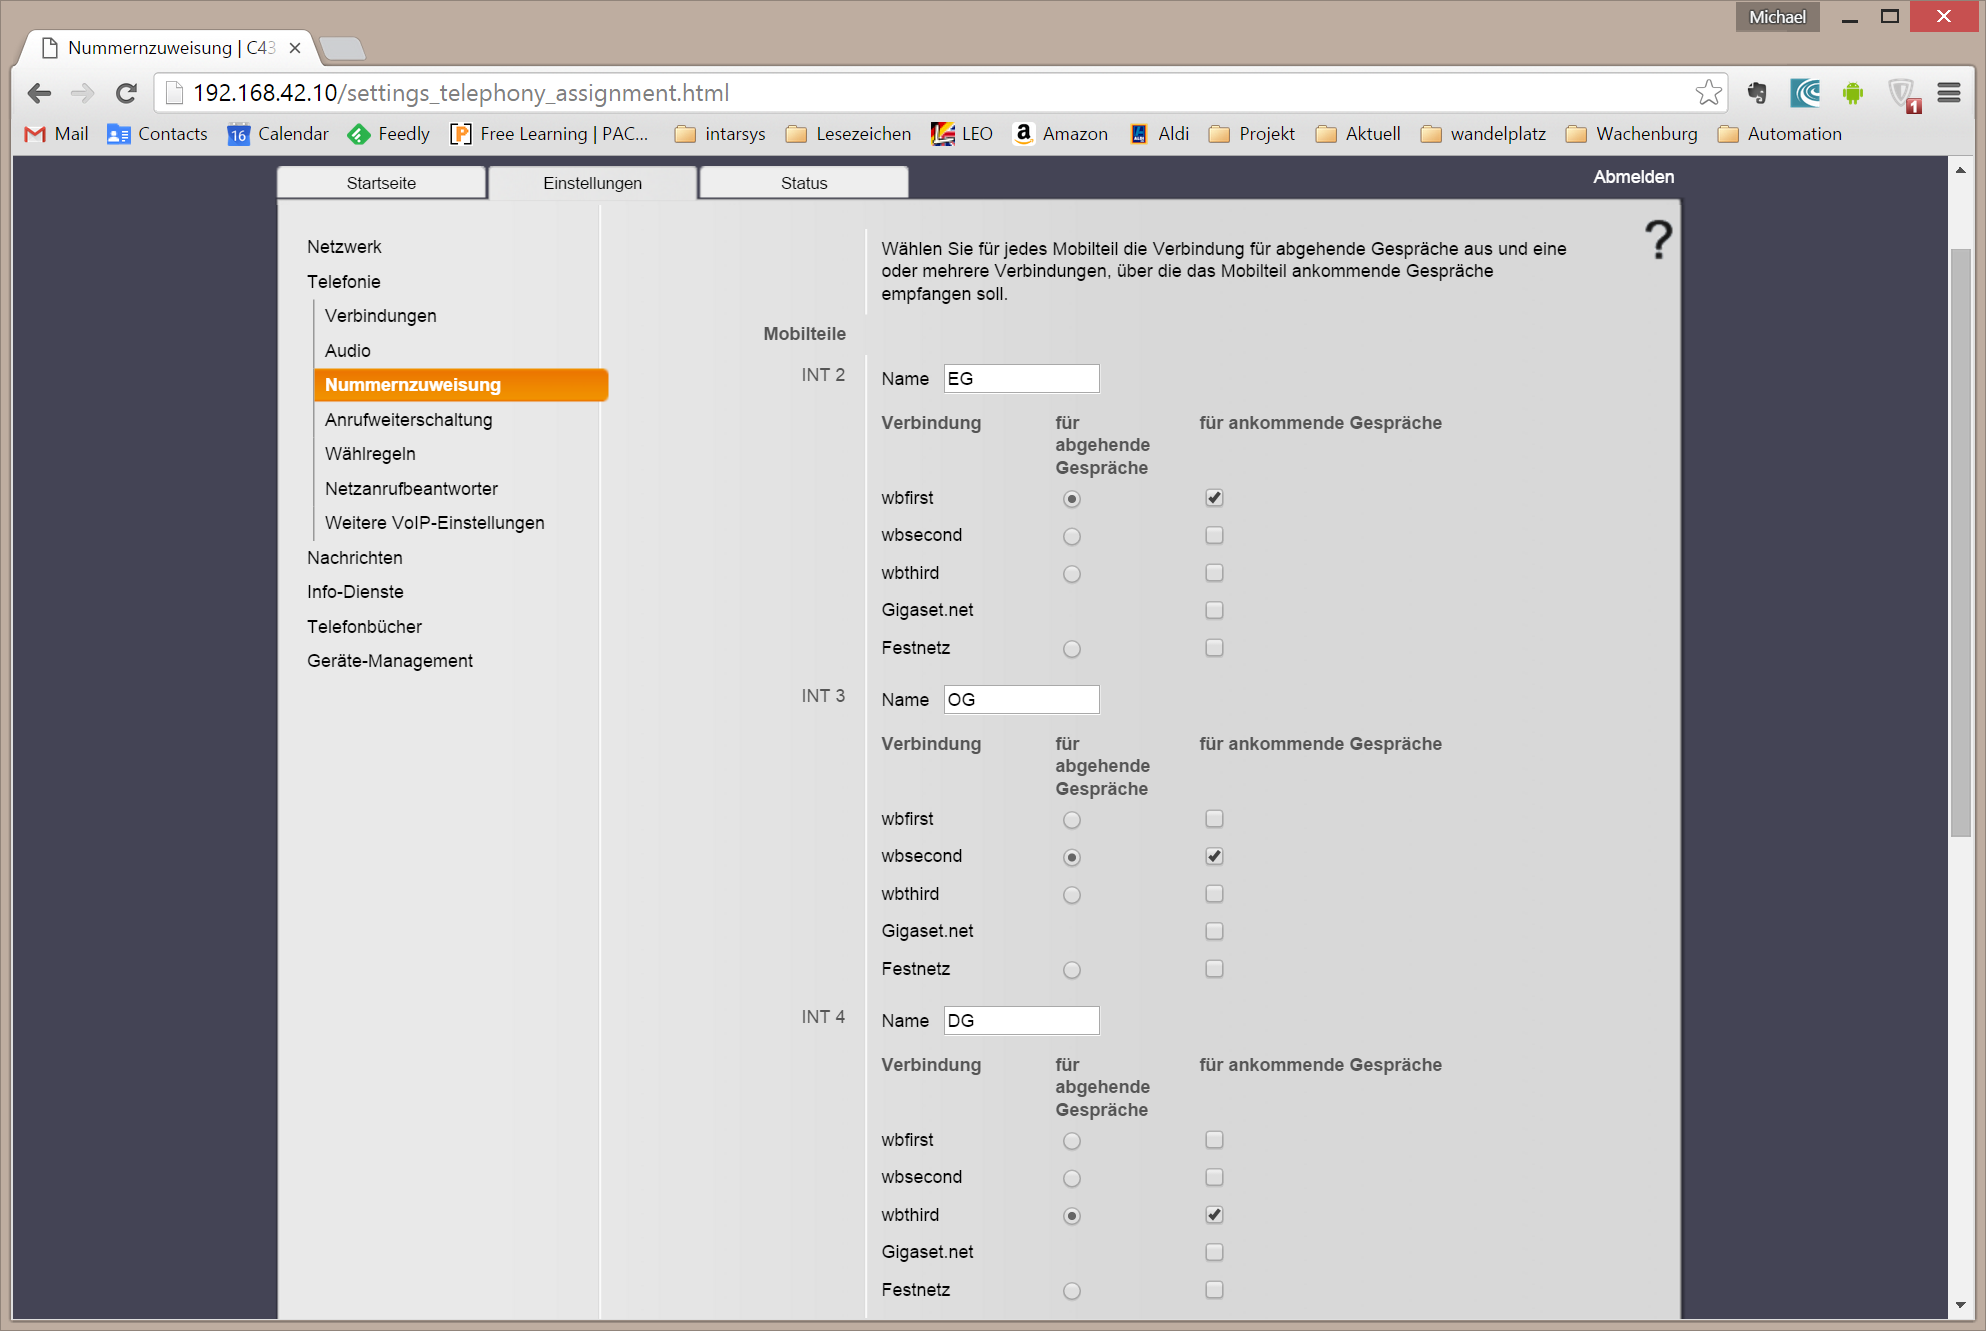 Michael
Nummernzuweisung | C43
192.168.42.10/settings_telephony_assignment.html
1
Mail Contacts 16 Calendar Feedly [P] Free Learning | PAC... intarsys Lesezeichen LEO a Amazon ALDI Aldi Projekt Aktuell wandelplatz Wachenburg Automation
Startseite Einstellungen Status Abmelden
?
Netzwerk
Telefonie
Verbindungen
Audio
Nummernzuweisung
Anrufweiterschaltung
Wählregeln
Netzanrufbeantworter
Weitere VoIP-Einstellungen
Nachrichten
Info-Dienste
Telefonbücher
Geräte-Management
Wählen Sie für jedes Mobilteil die Verbindung für abgehende Gespräche aus und eine
oder mehrere Verbindungen, über die das Mobilteil ankommende Gespräche
empfangen soll.
Mobilteile
INT 2 Name EG
Verbindung für abgehende Gespräche für ankommende Gespräche
wbfirst
wbsecond
wbthird
Gigaset.net
Festnetz
INT 3 Name OG
Verbindung für abgehende Gespräche für ankommende Gespräche
wbfirst
wbsecond
wbthird
Gigaset.net
Festnetz
INT 4 Name DG
Verbindung für abgehende Gespräche für ankommende Gespräche
wbfirst
wbsecond
wbthird
Gigaset.net
Festnetz